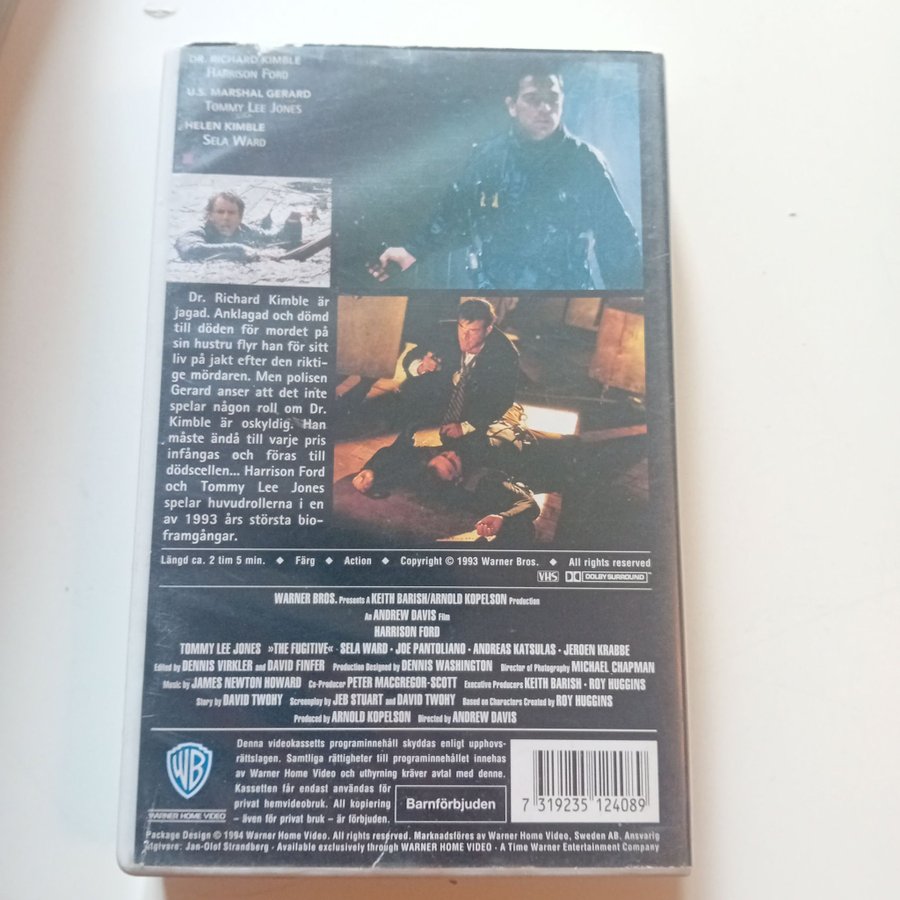 DR. RICHARD KIMBLE
HARRISON FORD
U.S. MARSHAL GERARD
TOMMY LEE JONES
HELEN KIMBLE
SELA WARD
Dr. Richard Kimble är
jagad. Anklagad och dömd
till döden för mordet på
sin hustru flyr han för sitt
liv på jakt efter den rikti-
ge mördaren. Men polisen
Gerard anser att det inte
spelar någon roll om Dr.
Kimble är oskyldig. Han
måste ändå till varje pris
infångas och föras till
dödscellen... Harrison Ford
och Tommy Lee Jones
spelar huvudrollerna i en
av 1993 års största bio-
framgångar.
Längd ca. 2 tim 5 min. ◆ Färg ◆ Action ◆ Copyright © 1993 Warner Bros. ◆ All rights reserved
VHS DOLBY SURROUND
WARNER BROS. Presents A KEITH BARISH/ARNOLD KOPELSON Production
An ANDREW DAVIS Film
HARRISON FORD
TOMMY LEE JONES »THE FUGITIVE« SELA WARD · JOE PANTOLIANO · ANDREAS KATSULAS · JEROEN KRABBE
Edited by DENNIS VIRKLER and DAVID FINFER Production Designed by DENNIS WASHINGTON Director of Photography MICHAEL CHAPMAN
Music by JAMES NEWTON HOWARD Co-Producer PETER MACGREGOR-SCOTT Executive Producers KEITH BARISH · ROY HUGGINS
Story by DAVID TWOHY Screenplay by JEB STUART and DAVID TWOHY Based on Characters Created by ROY HUGGINS
Produced by ARNOLD KOPELSON Directed by ANDREW DAVIS
WB
WARNER HOME VIDEO
Denna videokassetts programinnehåll skyddas enligt upphovs-
rättslagen. Samtliga rättigheter till programinnehållet innehas
av Warner Home Video och uthyrning kräver avtal med denne.
Kassetten får endast användas för
privat hemvideobruk. All kopiering
– även för privat bruk – är förbjuden.
Barnförbjuden
7 319235 124089
Package Design © 1994 Warner Home Video. All rights reserved. Marknadsföres av Warner Home Video, Sweden AB. Ansvarig
utgivare: Jan-Olof Strandberg - Available exclusively through WARNER HOME VIDEO - A Time Warner Entertainment Company